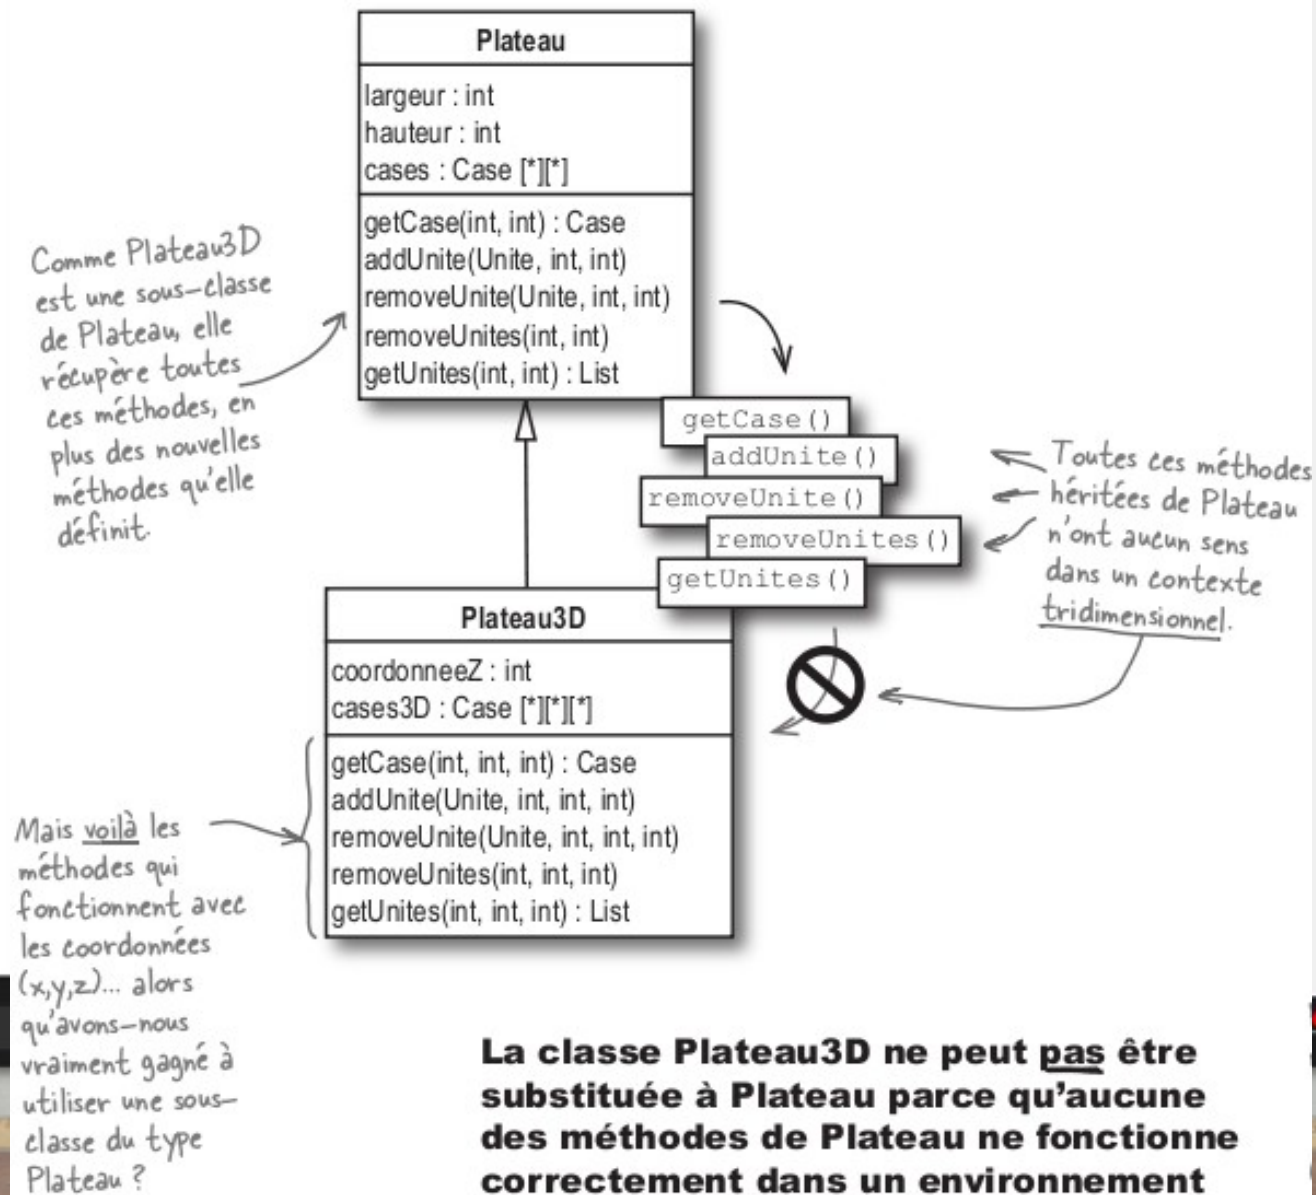 Plateau
largeur : int
hauteur : int
cases : Case [*][*]
getCase(int, int) : Case
addUnite(Unite, int, int)
removeUnite(Unite, int, int)
removeUnites(int, int)
getUnites(int, int) : List
Comme Plateau3D
est une sous-classe
de Plateau, elle
récupère toutes
ces méthodes, en
plus des nouvelles
méthodes qu'elle
définit.
getCase()
addUnite()
removeUnite()
removeUnites()
getUnites()
Toutes ces méthodes
héritées de Plateau
n'ont aucun sens
dans un contexte
tridimensionnel.
Plateau3D
coordonneeZ : int
cases3D : Case [*][*][*]
getCase(int, int, int) : Case
addUnite(Unite, int, int, int)
removeUnite(Unite, int, int, int)
removeUnites(int, int, int)
getUnites(int, int, int) : List
Mais voilà les
méthodes qui
fonctionnent avec
les coordonnées
(x,y,z)... alors
qu'avons-nous
vraiment gagné à
utiliser une sous-
classe du type
Plateau ?
La classe Plateau3D ne peut pas être
substituée à Plateau parce qu'aucune
des méthodes de Plateau ne fonctionne
correctement dans un environnement